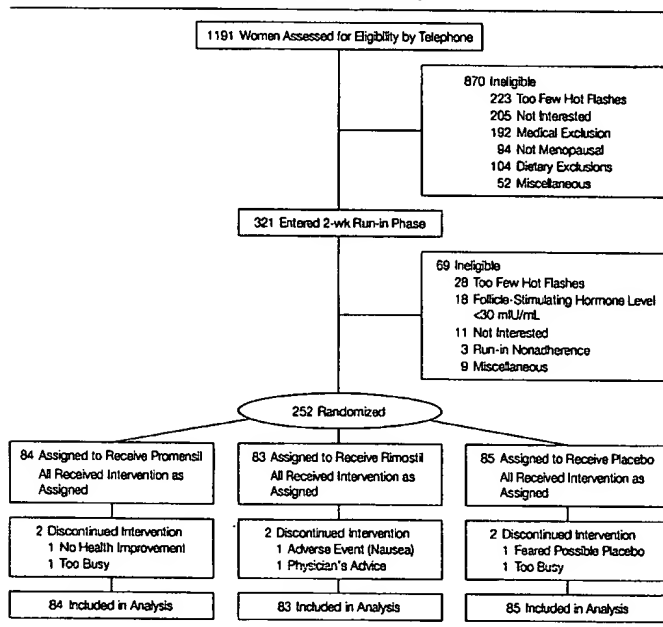 1191 Women Assessed for Eligibility by Telephone
870 Ineligible
223 Too Few Hot Flashes
205 Not Interested
192 Medical Exclusion
94 Not Menopausal
104 Dietary Exclusions
52 Miscellaneous
321 Entered 2-wk Run-in Phase
69 Ineligible
28 Too Few Hot Flashes
18 Follicle-Stimulating Hormone Level
<30 mIU/mL
11 Not Interested
3 Run-in Nonadherence
9 Miscellaneous
252 Randomized
84 Assigned to Receive Promensil
All Received Intervention as
Assigned
83 Assigned to Receive Rimostil
All Received Intervention as
Assigned
85 Assigned to Receive Placebo
All Received Intervention as
Assigned
2 Discontinued Intervention
1 No Health Improvement
1 Too Busy
2 Discontinued Intervention
1 Adverse Event (Nausea)
1 Physician's Advice
2 Discontinued Intervention
1 Feared Possible Placebo
1 Too Busy
84 Included in Analysis
83 Included in Analysis
85 Included in Analysis